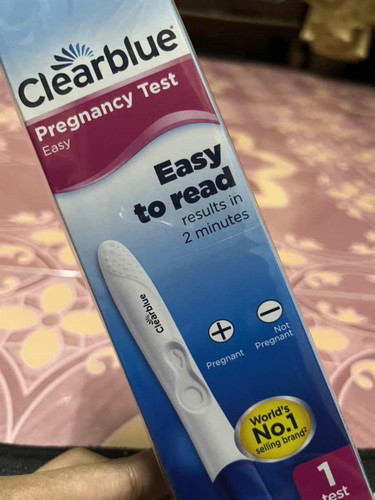 Clearblue
Pregnancy Test
Easy
Easy
to read
results in
2 minutes
Clearblue
Pregnant
Not
Pregnant
World's
No.1
selling brand²
1
test